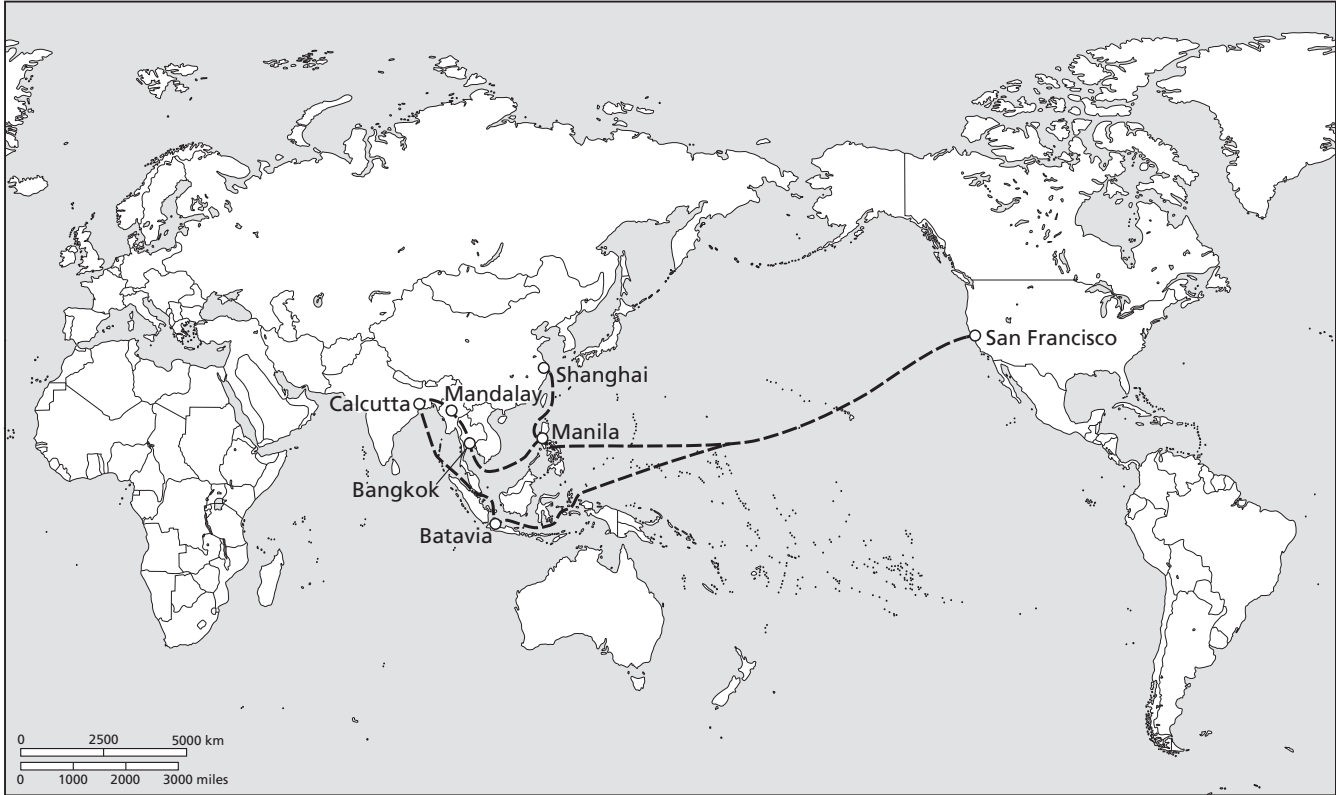 San Francisco
Shanghai
Mandalay
Calcutta
Manila
Bangkok
Batavia
0 2500 5000 km
0 1000 2000 3000 miles